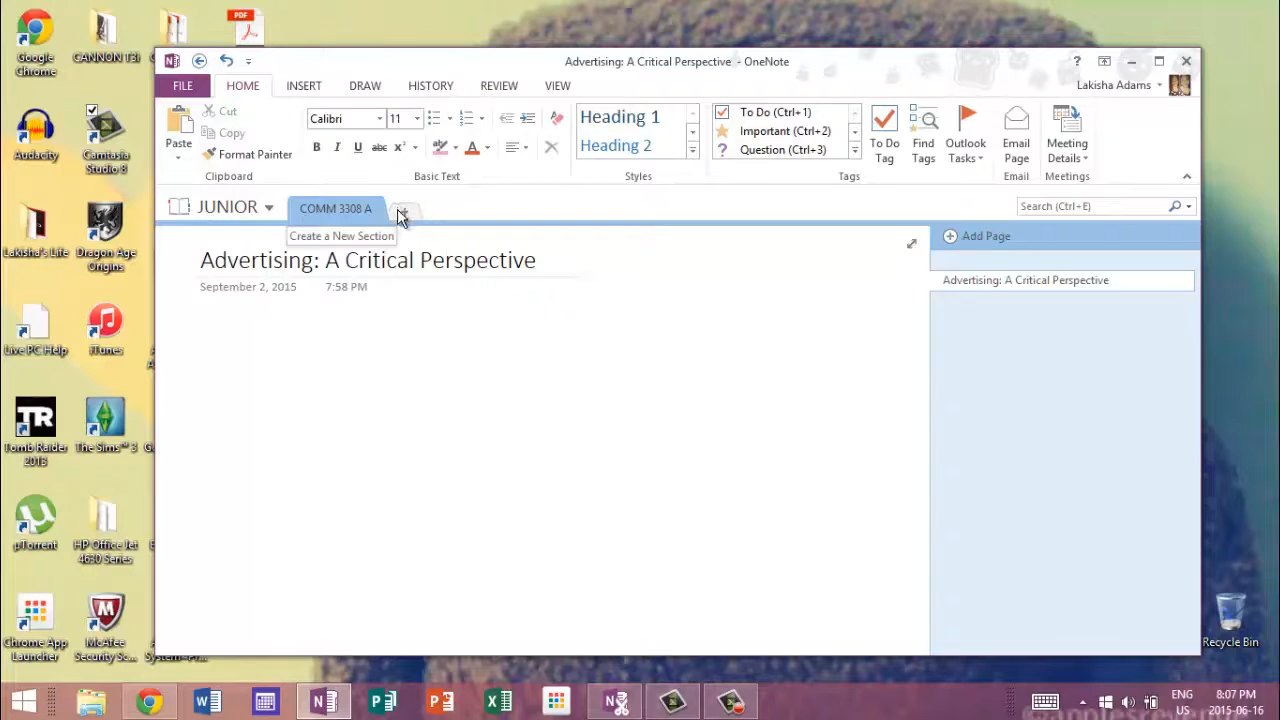 Google
Chrome
CANNON T3i
PDF
Audacity
Camtasia
Studio 8
Lakisha's Life
Dragon Age
Origins
Live PC Help
iTunes
TR
Tomb Raider
2013
The Sims™ 3
µTorrent
HP Office Jet
4630 Series
Chrome App
Launcher
McAfee
Security Sc...
Recycle Bin
Advertising: A Critical Perspective - OneNote
?
FILE
HOME
INSERT
DRAW
HISTORY
REVIEW
VIEW
Lakisha Adams
Paste
Cut
Copy
Format Painter
Clipboard
Calibri
11
B I U abc x²
A
Basic Text
Heading 1
Heading 2
Styles
To Do (Ctrl+1)
Important (Ctrl+2)
Question (Ctrl+3)
To Do
Tag
Find
Tags
Tags
Outlook
Tasks
Email
Page
Email
Meeting
Details
Meetings
JUNIOR
COMM 3308 A
Create a New Section
Search (Ctrl+E)
Advertising: A Critical Perspective
September 2, 2015 7:58 PM
Add Page
Advertising: A Critical Perspective
ENG
US
8:07 PM
2015-06-16